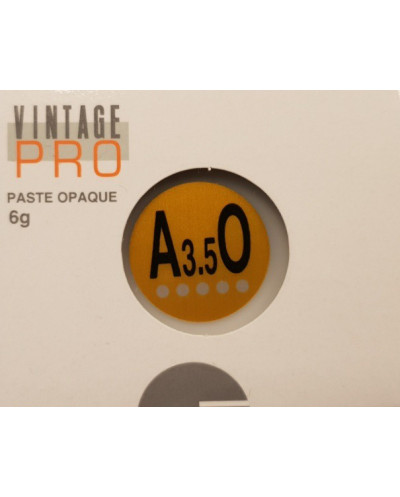 VINTAGE
PRO
PASTE OPAQUE
6g
A3.5O